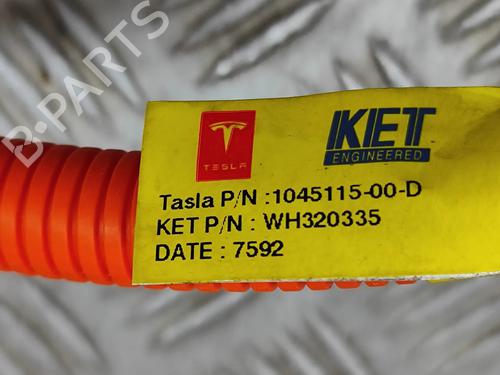 B-PARTS
TESLA
KET
ENGINEERED
Tasla P/N :1045115-00-D
KET P/N : WH320335
DATE : 7592